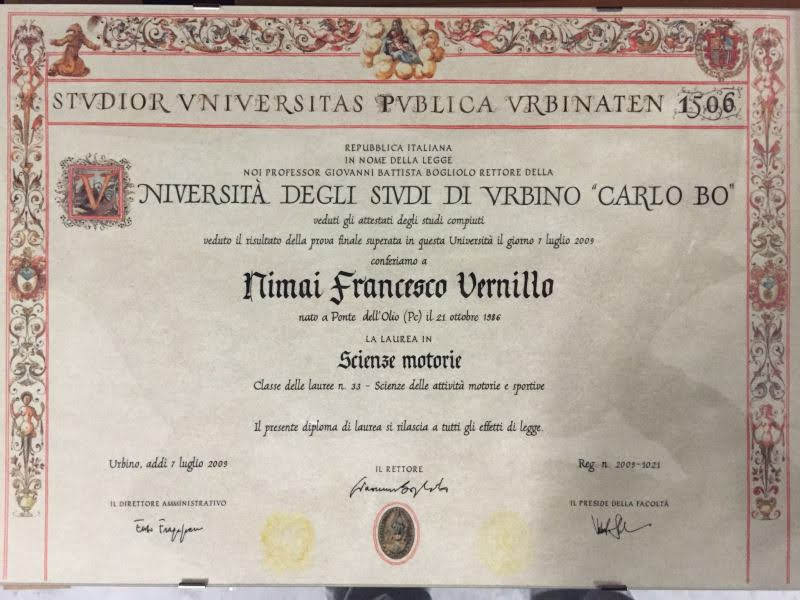 STVDIOR VNIVERSITAS PVBLICA VRBINATEN 1506
REPUBBLICA ITALIANA
IN NOME DELLA LEGGE
NOI PROFESSOR GIOVANNI BATTISTA BOGLIOLO RETTORE DELLA
VNIVERSITÀ DEGLI STVDI DI VRBINO "CARLO BO"
veduti gli attestati degli studi compiuti
veduto il risultato della prova finale superata in questa Università il giorno 7 luglio 2009
conferiamo a
Nimai Francesco Vernillo
nato a Ponte dell'Olio (Pc) il 21 ottobre 1986
LA LAUREA IN
Scienze motorie
Classe delle lauree n. 33 - Scienze delle attività motorie e sportive
Il presente diploma di laurea si rilascia a tutti gli effetti di legge.
Urbino, addì 7 luglio 2009
Reg. n. 2009-1021
IL RETTORE
IL DIRETTORE AMMINISTRATIVO
IL PRESIDE DELLA FACOLTÀ